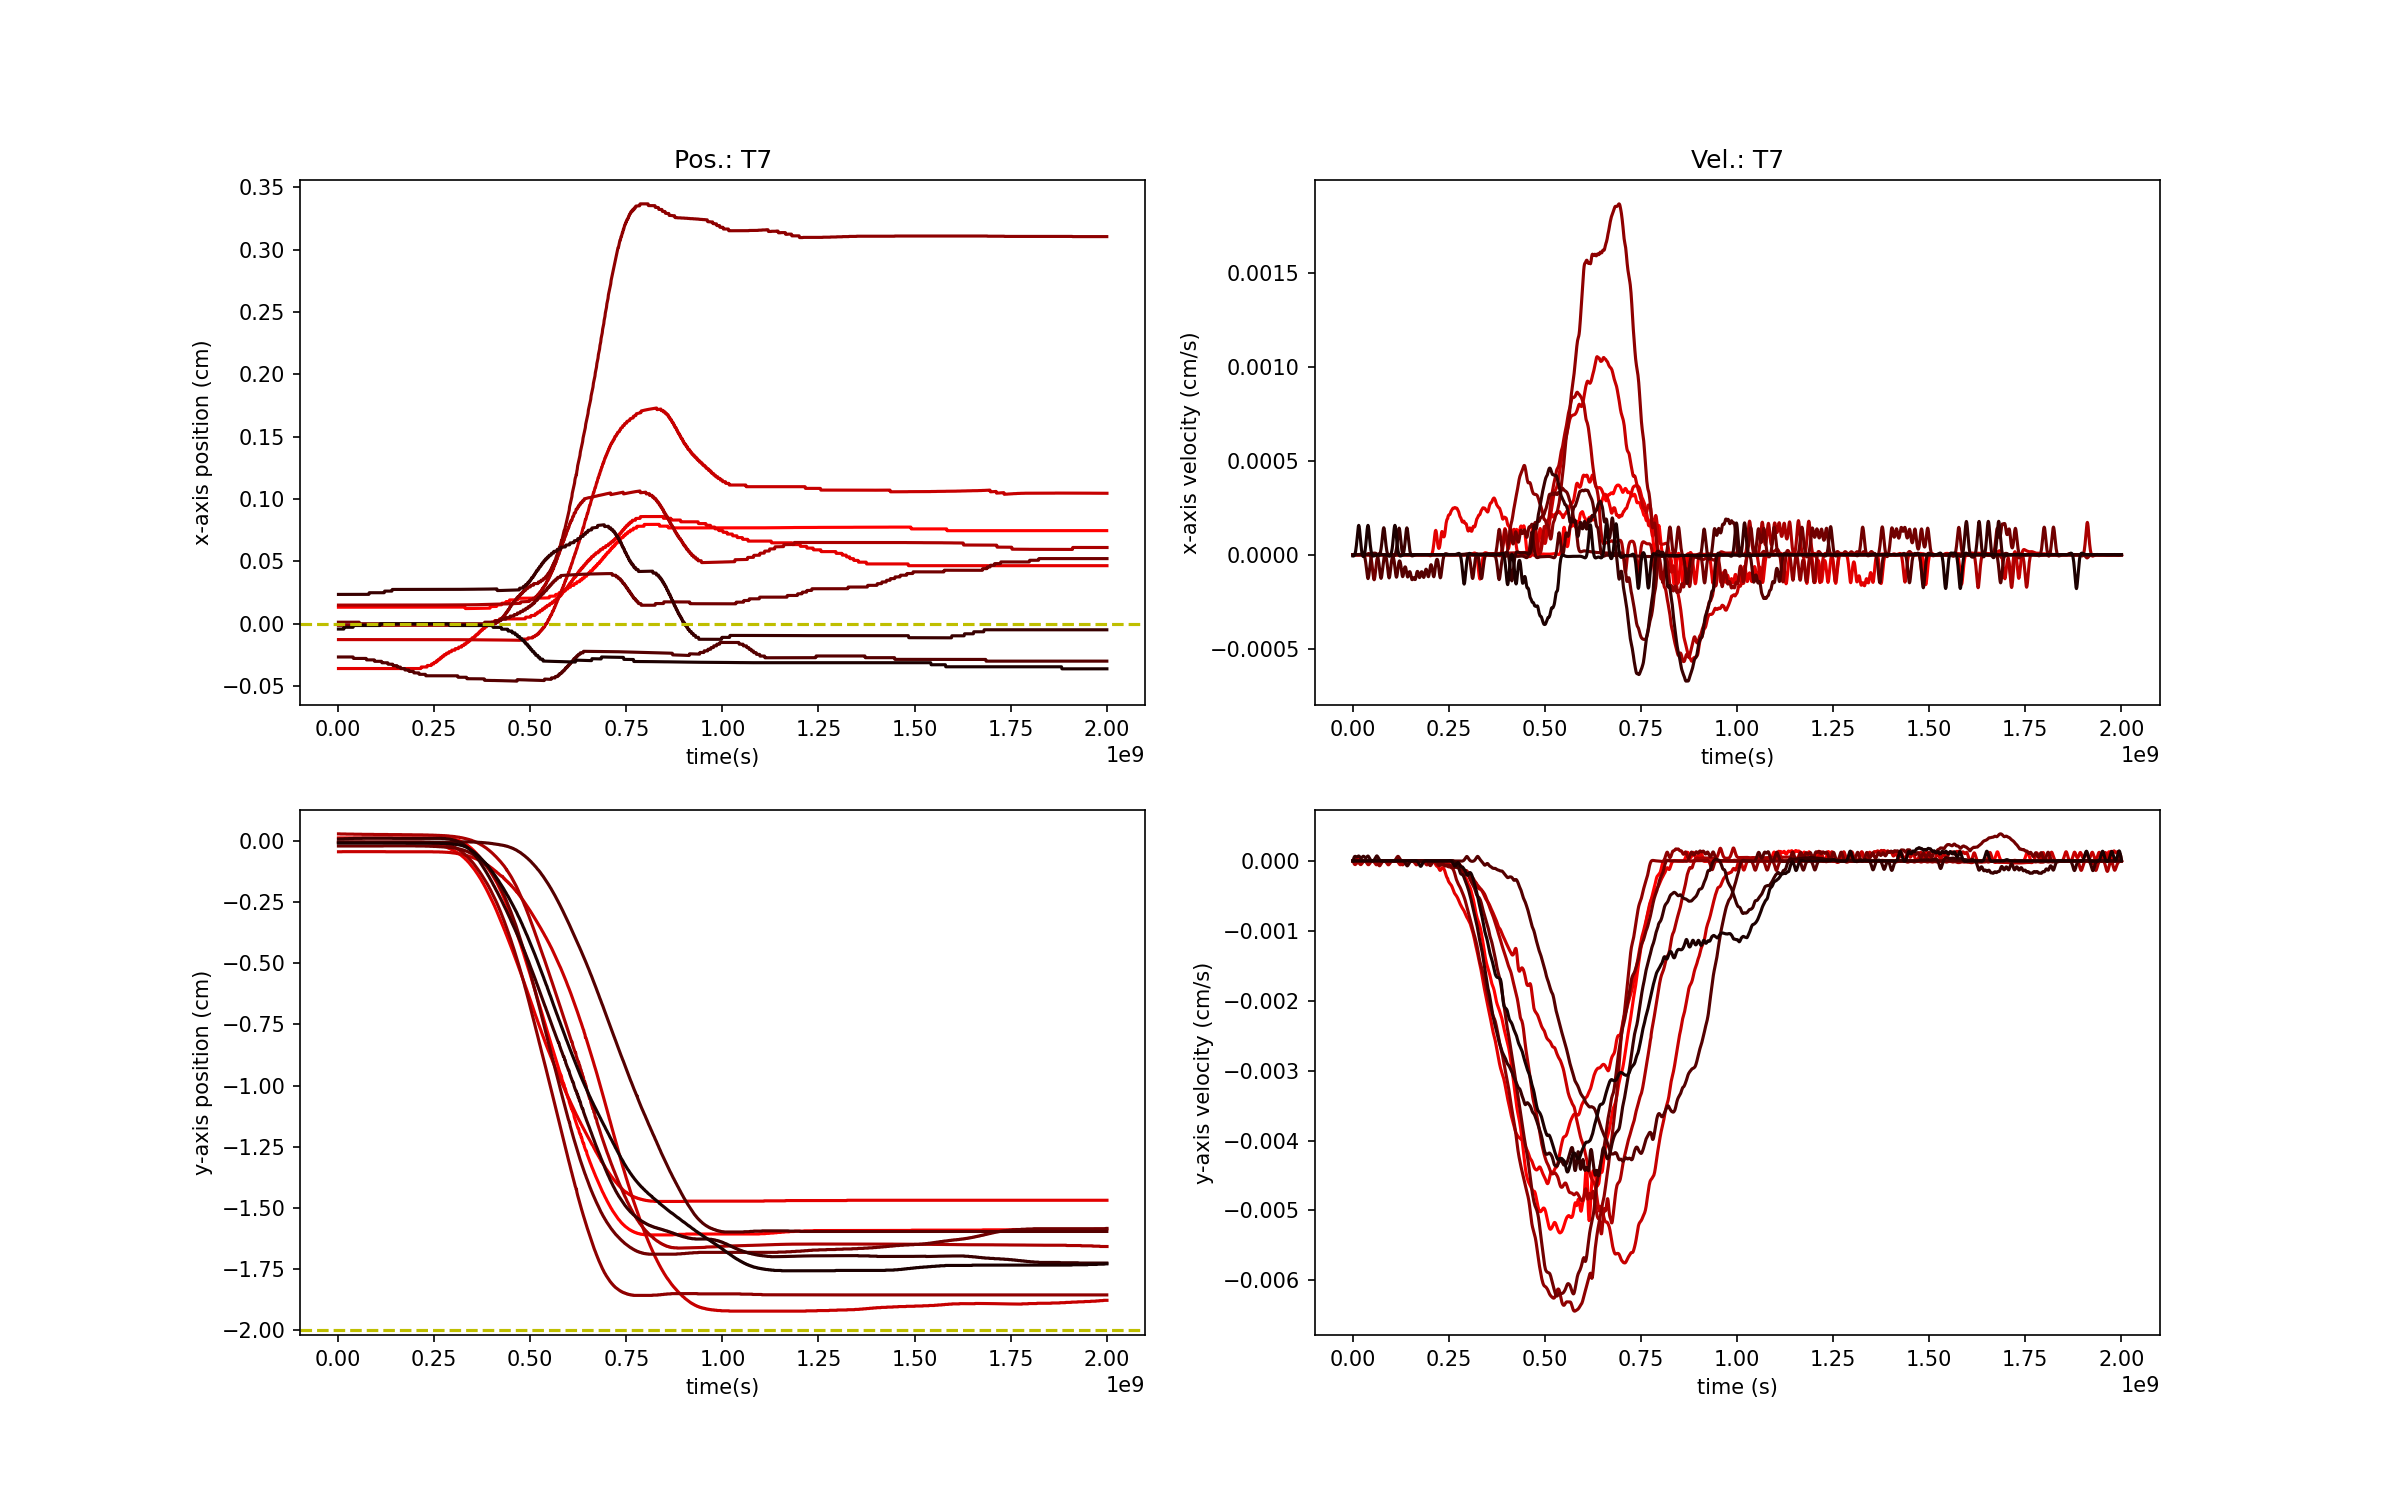 Pos.: T7
x-axis position (cm)
0.35
0.30
0.25
0.20
0.15
0.10
0.05
0.00
−0.05
0.00 0.25 0.50 0.75 1.00 1.25 1.50 1.75 2.00
time(s)
1e9
Vel.: T7
x-axis velocity (cm/s)
0.0015
0.0010
0.0005
0.0000
−0.0005
0.00 0.25 0.50 0.75 1.00 1.25 1.50 1.75 2.00
time(s)
1e9
y-axis position (cm)
0.00
−0.25
−0.50
−0.75
−1.00
−1.25
−1.50
−1.75
−2.00
0.00 0.25 0.50 0.75 1.00 1.25 1.50 1.75 2.00
time(s)
1e9
y-axis velocity (cm/s)
0.000
−0.001
−0.002
−0.003
−0.004
−0.005
−0.006
0.00 0.25 0.50 0.75 1.00 1.25 1.50 1.75 2.00
time (s)
1e9